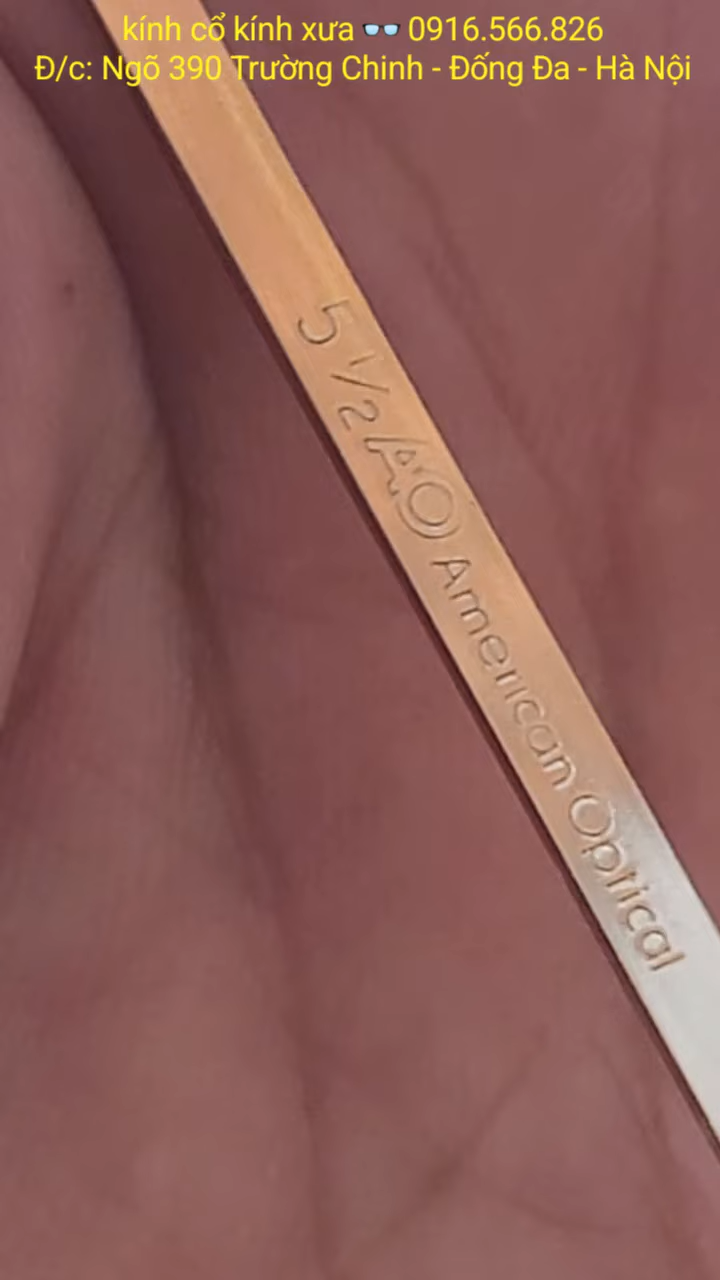 kính cổ kính xưa 👓 0916.566.826
Đ/c: Ngõ 390 Trường Chinh - Đống Đa - Hà Nội
5 1/2 AO American Optical